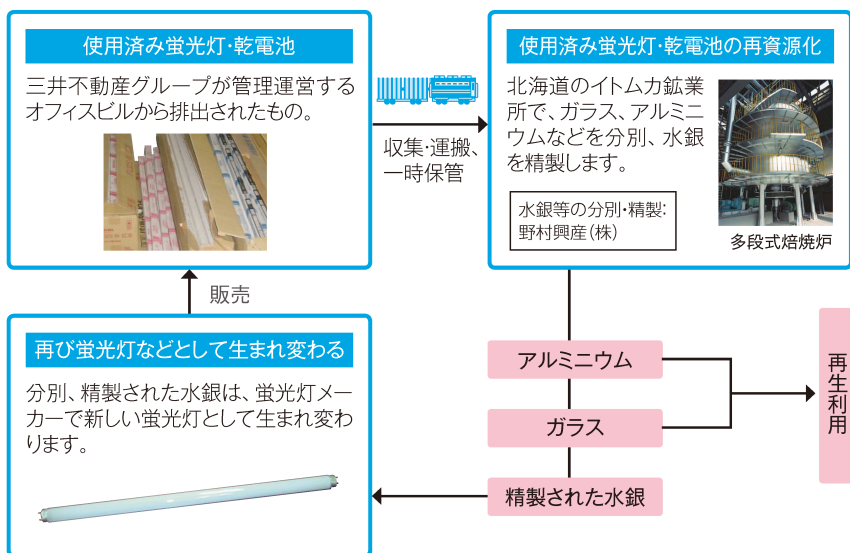 使用済み蛍光灯・乾電池
三井不動産グループが管理運営する
オフィスビルから排出されたもの。
収集・運搬、
一時保管
使用済み蛍光灯・乾電池の再資源化
北海道のイトムカ鉱業
所で、ガラス、アルミニ
ウムなどを分別、水銀
を精製します。
水銀等の分別・精製:
野村興産(株)
多段式焙焼炉
アルミニウム
ガラス
精製された水銀
再生利用
再び蛍光灯などとして生まれ変わる
分別、精製された水銀は、蛍光灯メー
カーで新しい蛍光灯として生まれ変わ
ります。
販売